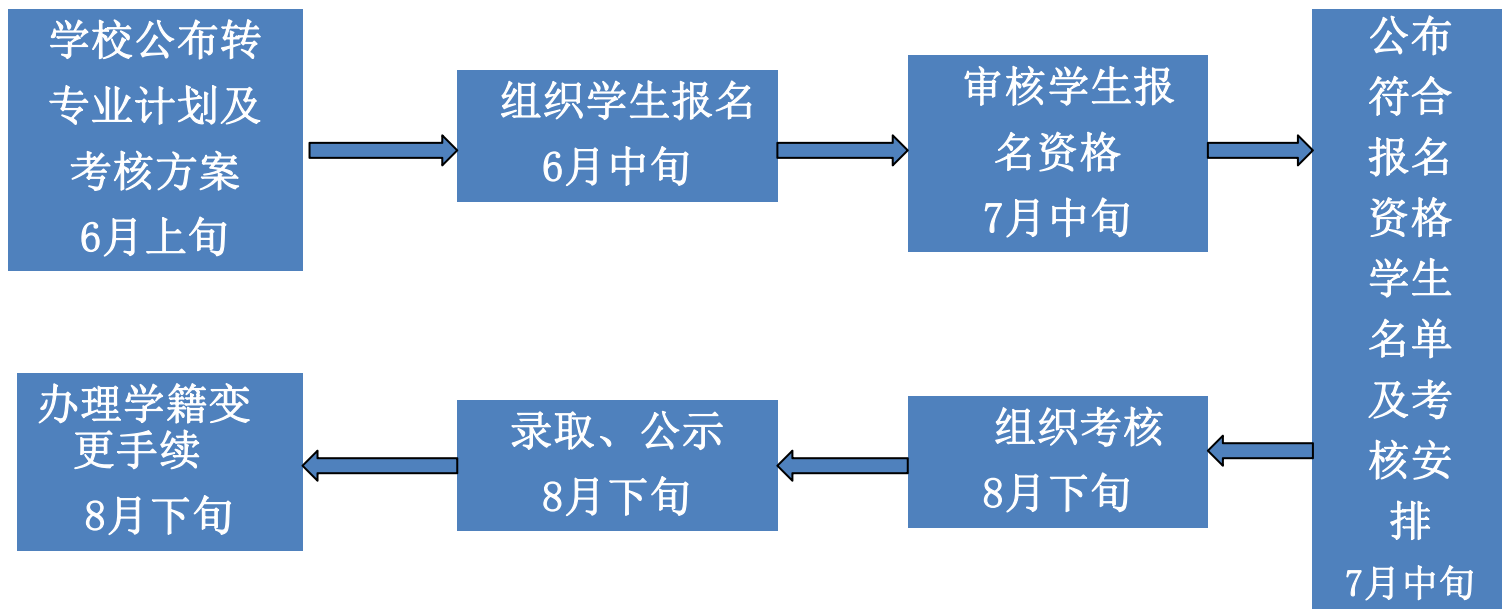 学校公布转
专业计划及
考核方案
6月上旬
组织学生报名
6月中旬
审核学生报
名资格
7月中旬
公布
符合
报名
资格
学生
名单
及考
核安
排
7月中旬
组织考核
8月下旬
录取、公示
8月下旬
办理学籍变
更手续
8月下旬